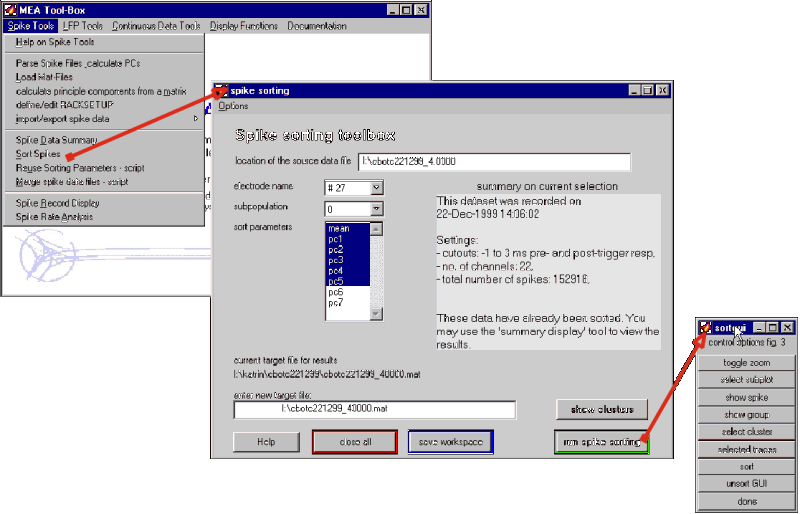 MEA Tool-Box
Spike Tools LFP Tools Continuous Data Tools Display Functions Documentation
Help on Spike Tools
Parse Spike Files ,calculate PCs
Load Mat-Files
calculate principle components from a matrix
define/edit RACKSETUP
import/export spike data
Spike Data Summary
Sort Spikes
Reuse Sorting Parameters - script
Merge spike data files - script
Spike Record Display
Spike Rate Analysis
spike sorting
Options
Spike sorting toolbox
location of the source data file
electrode name # 27
subpopulation 0
sort parameters
mean
pc1
pc2
pc3
pc4
pc5
pc6
pc7
summary on current selection
This dataset was recorded on
22-Dec-1999 14:06:02
Settings:
- cutouts: -1 to 3 ms pre- and post-trigger resp,
- no. of channels: 22,
- total number of spikes: 152916,
These data have already been sorted. You
may use the 'summary display' tool to view the
results.
current target file for results
enter new target file:
show clusters
Help close all save workspace run spike sorting
control options fig. 3
toggle zoom
select subplot
show spike
show group
select cluster
selected traces
sort
unsort GUI
done